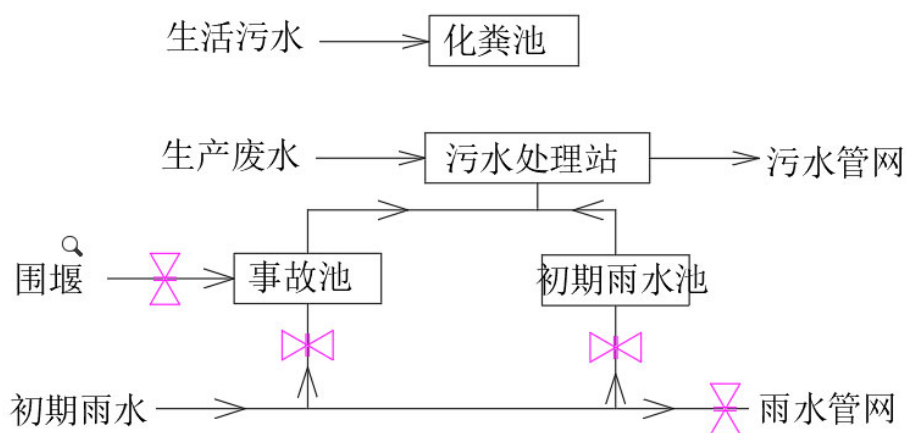 生活污水 化粪池
生产废水 污水处理站 污水管网
围堰 事故池 初期雨水池
初期雨水 雨水管网